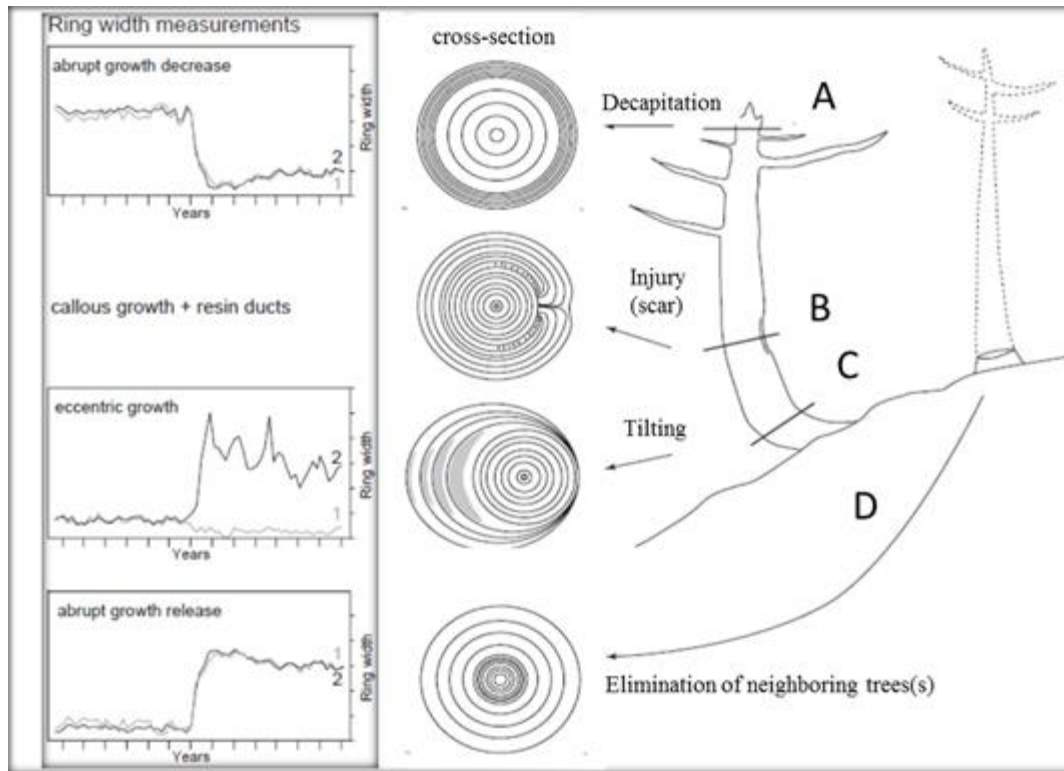 Ring width measurements
abrupt growth decrease
Ring width
2
1
Years
callous growth + resin ducts
eccentric growth
Ring width
2
1
Years
abrupt growth release
Ring width
1
2
Years
cross-section
Decapitation
A
Injury
(scar)
B
C
Tilting
D
Elimination of neighboring trees(s)